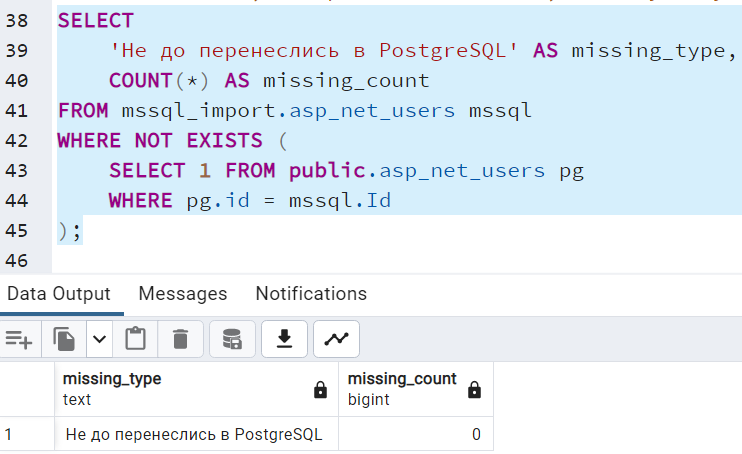 38 SELECT
39 'Не до перенеслись в PostgreSQL' AS missing_type,
40 COUNT(*) AS missing_count
41 FROM mssql_import.asp_net_users mssql
42 WHERE NOT EXISTS (
43 SELECT 1 FROM public.asp_net_users pg
44 WHERE pg.id = mssql.Id
45 );
46
Data Output Messages Notifications
missing_type missing_count
text bigint
1 Не до перенеслись в PostgreSQL 0